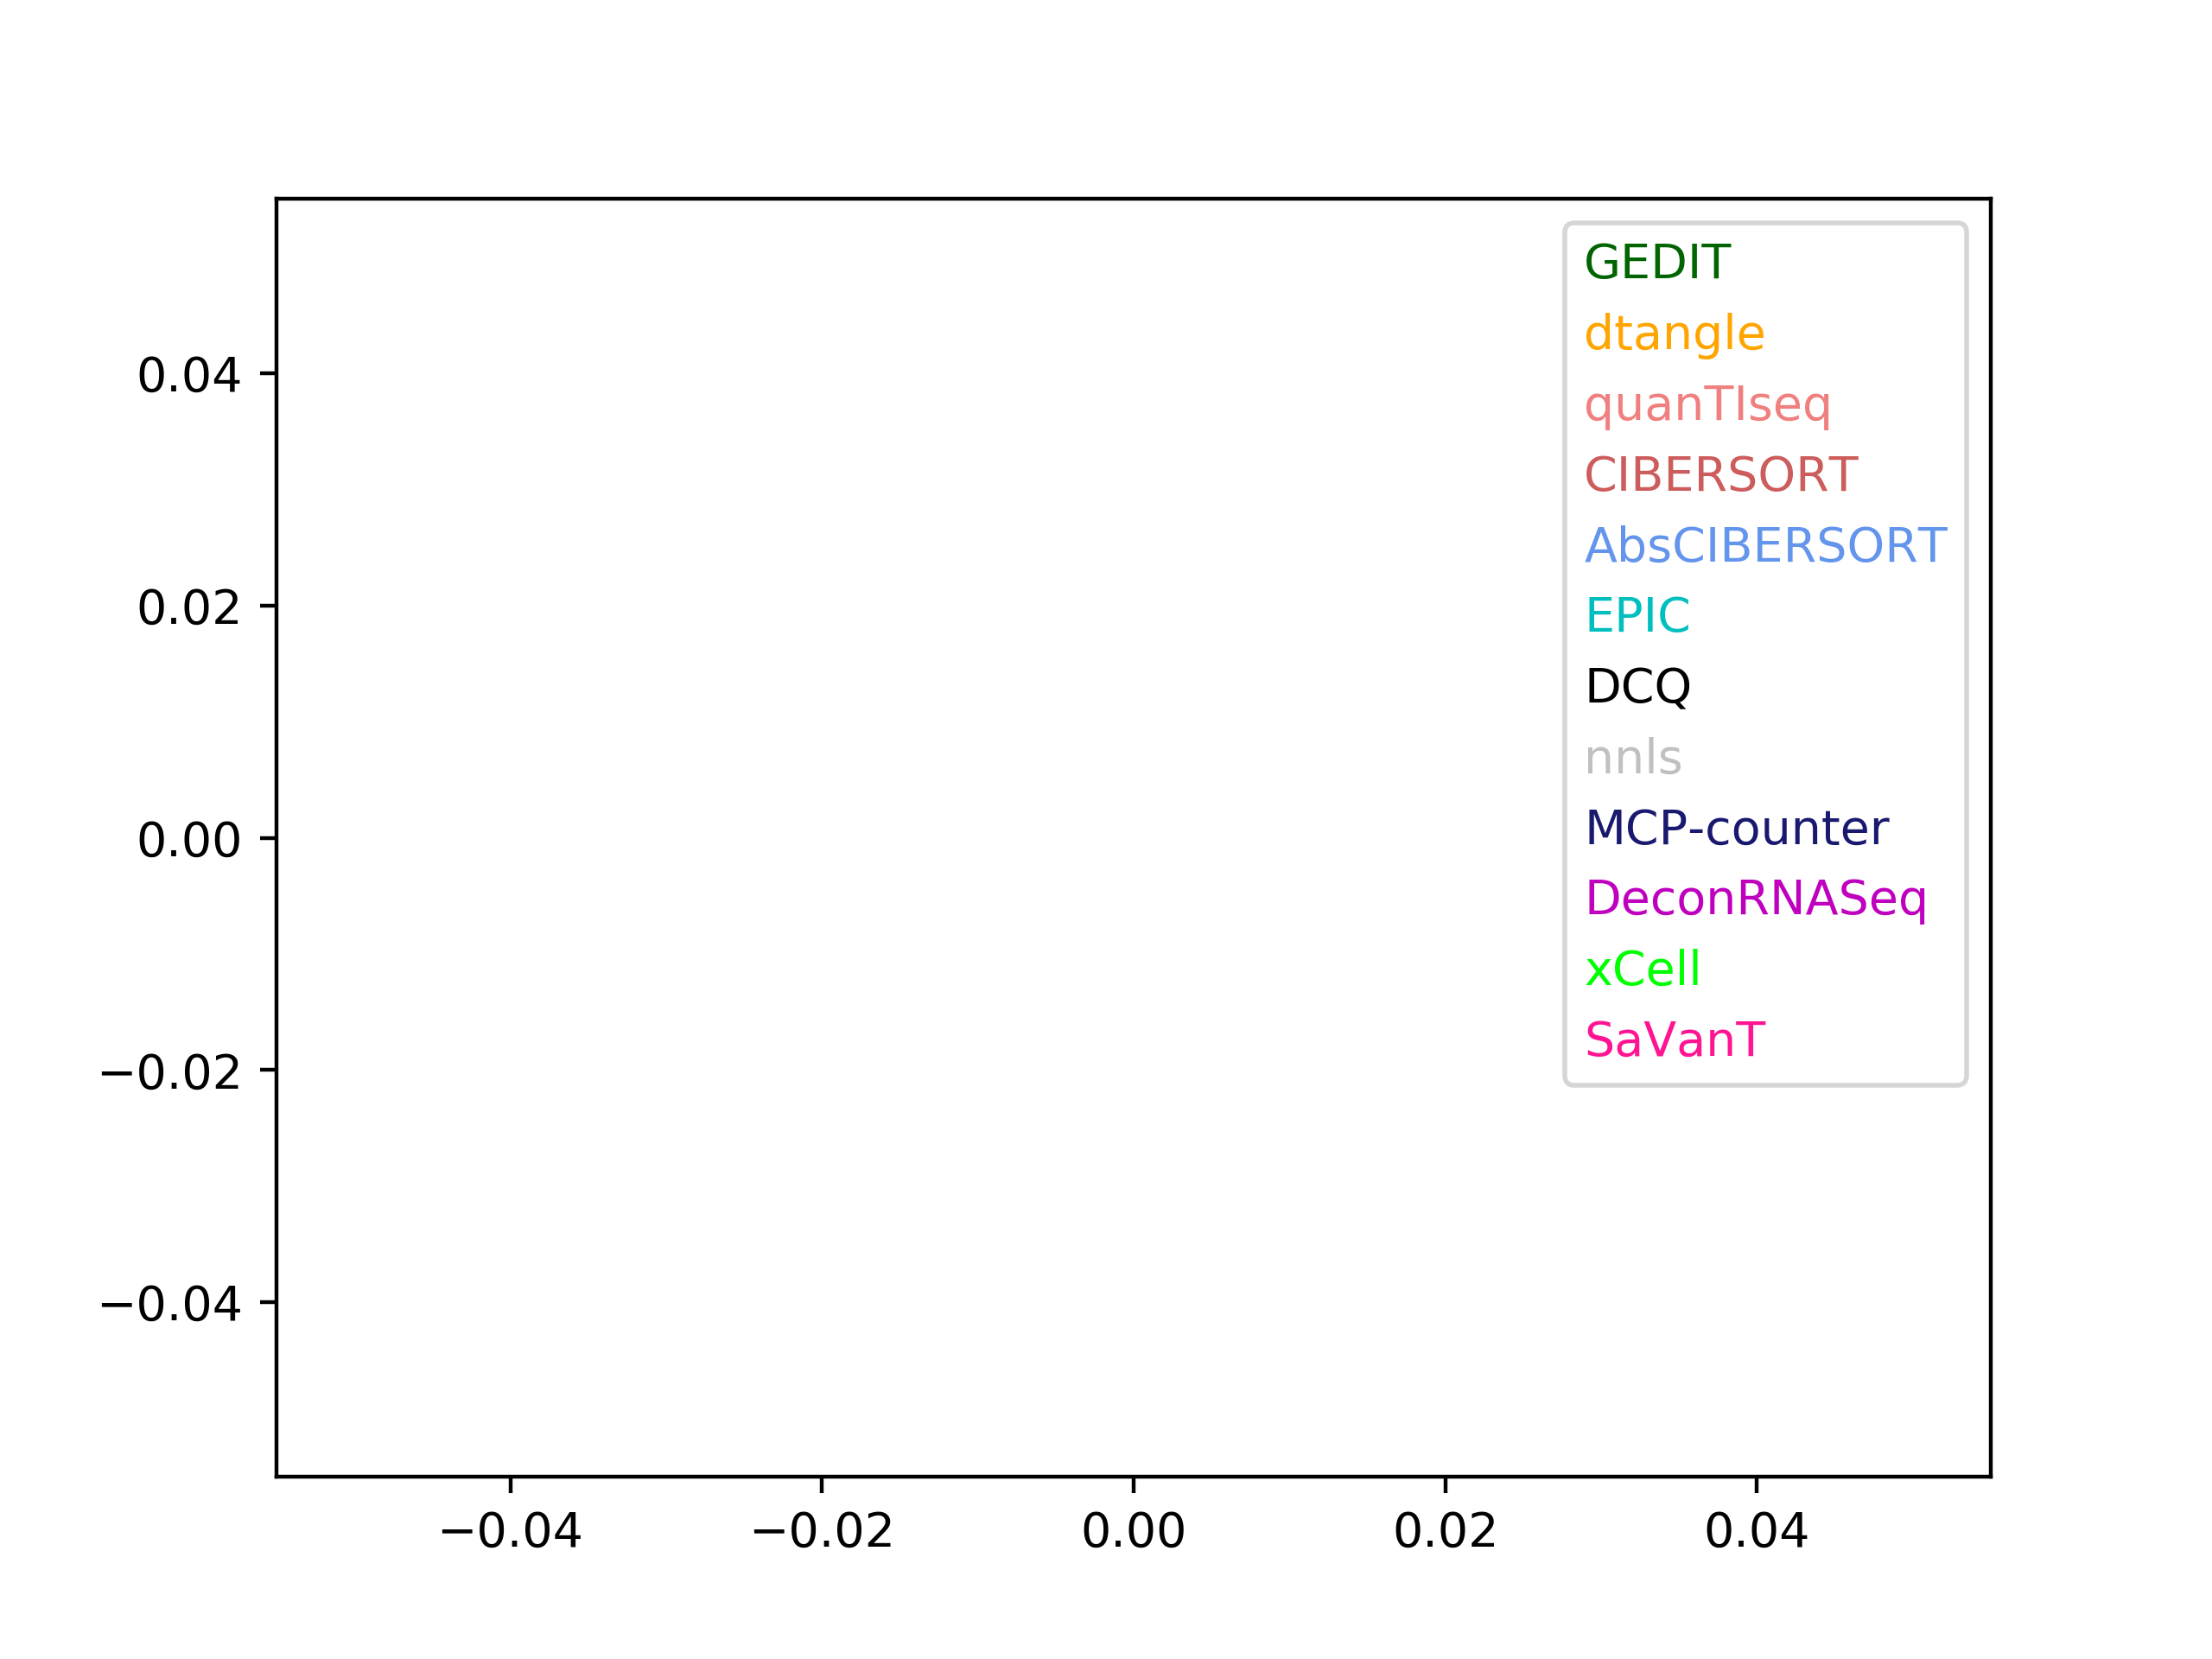 GEDIT
dtangle
quanTIseq
CIBERSORT
AbsCIBERSORT
EPIC
DCQ
nnls
MCP-counter
DeconRNASeq
xCell
SaVanT
0.04
0.02
0.00
−0.02
−0.04
−0.04 −0.02 0.00 0.02 0.04